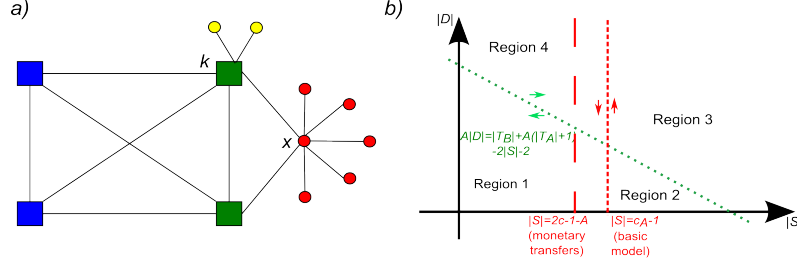 a)
k
x
b)
|D|
Region 4
Region 3
A|D|=|T_B|+A(|T_A|+1)
-2|S|-2
Region 1
Region 2
|S|=2c-1-A
(monetary
transfers)
|S|=c_A-1
(basic
model)
|S|